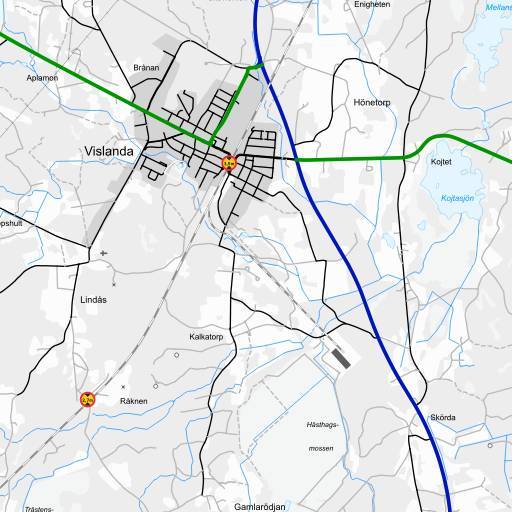 Enigheten
Mellans
Brånan
Aplamon
Hönetorp
Vislanda
Kojtet
Kojtasjön
pshult
Lindås
Kalkatorp
Råknen
Skörda
Hästhags-
mossen
Trästens-
Gamlarödjan